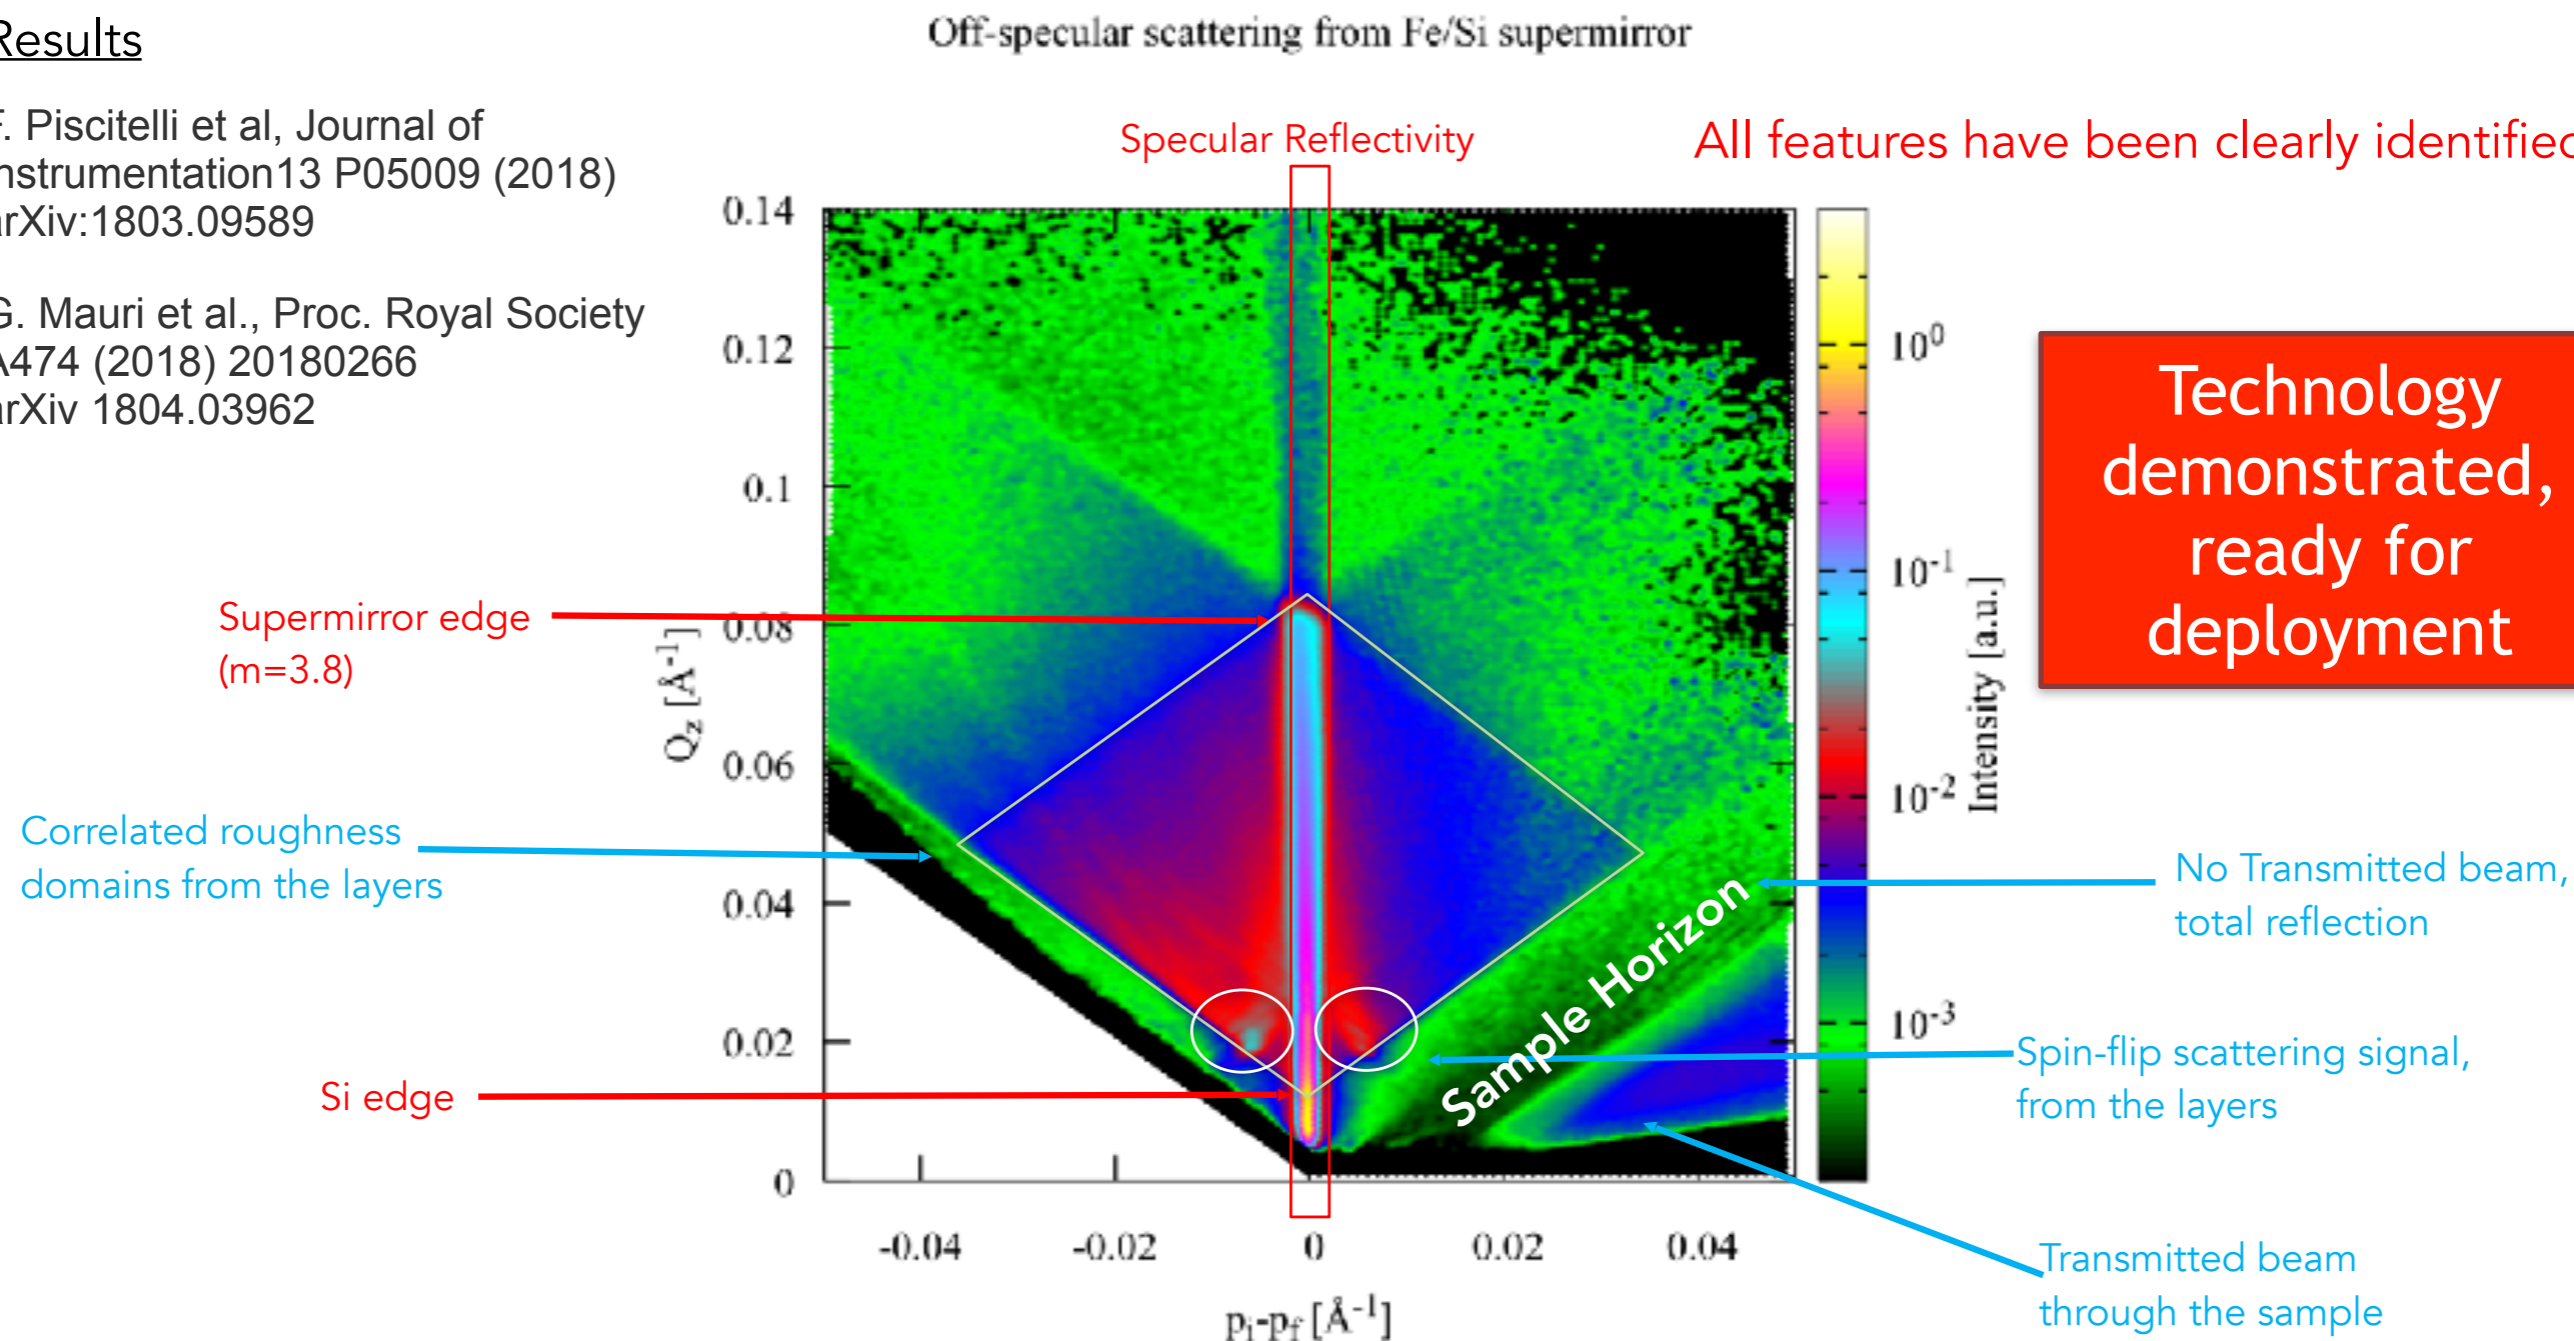 Results
F. Piscitelli et al, Journal of
Instrumentation13 P05009 (2018)
arXiv:1803.09589
G. Mauri et al., Proc. Royal Society
A474 (2018) 20180266
arXiv 1804.03962
Off-specular scattering from Fe/Si supermirror
Specular Reflectivity
All features have been clearly identified
0.14
0.12
0.1
0.08
0.06
0.04
0.02
0
Qz [Å-1]
-0.04
-0.02
0
0.02
0.04
pi-pf [Å-1]
10^0
10^-1
10^-2
10^-3
Intensity [a.u.]
Technology
demonstrated,
ready for
deployment
Supermirror edge
(m=3.8)
Correlated roughness
domains from the layers
Si edge
Sample Horizon
No Transmitted beam,
total reflection
Spin-flip scattering signal,
from the layers
Transmitted beam
through the sample